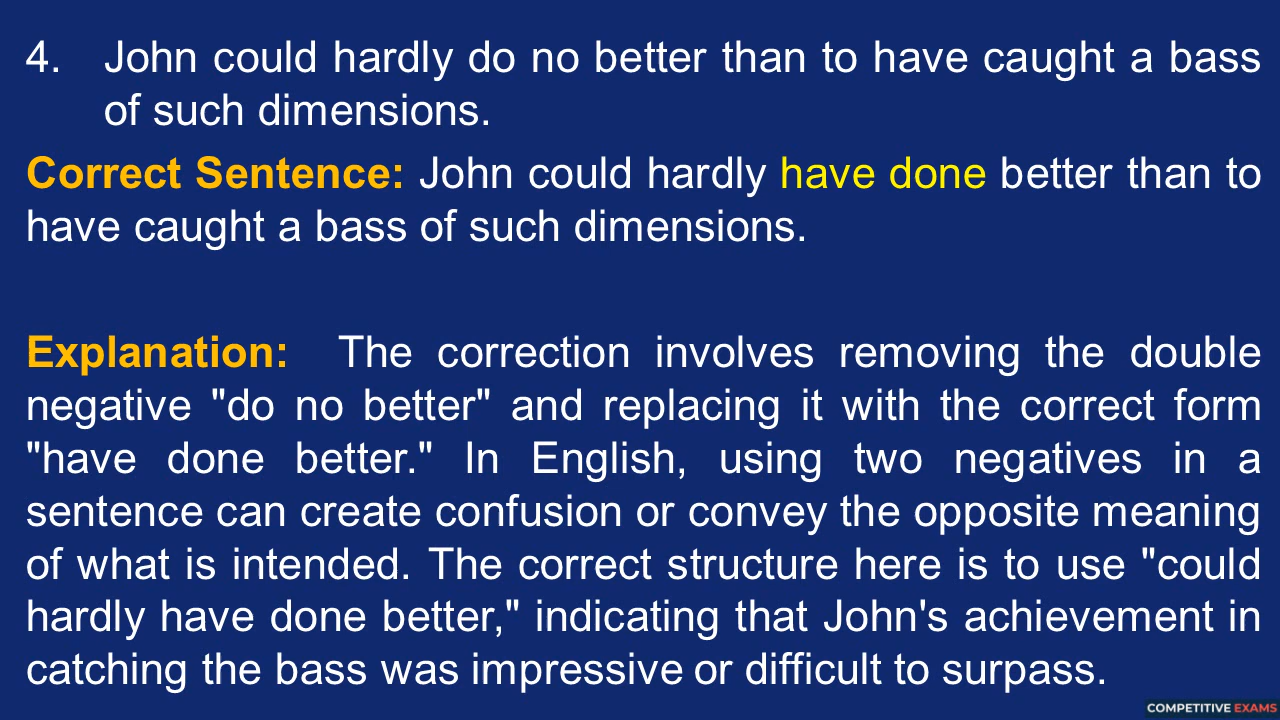 4. John could hardly do no better than to have caught a bass
of such dimensions.
Correct Sentence: John could hardly have done better than to
have caught a bass of such dimensions.
Explanation: The correction involves removing the double
negative "do no better" and replacing it with the correct form
"have done better." In English, using two negatives in a
sentence can create confusion or convey the opposite meaning
of what is intended. The correct structure here is to use "could
hardly have done better," indicating that John's achievement in
catching the bass was impressive or difficult to surpass.
COMPETITIVE EXAMS